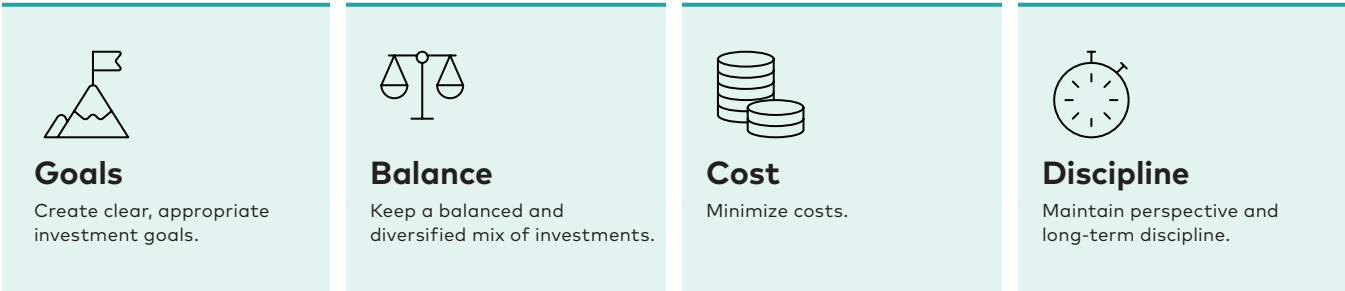 Goals
Create clear, appropriate
investment goals.
Balance
Keep a balanced and
diversified mix of investments.
Cost
Minimize costs.
Discipline
Maintain perspective and
long-term discipline.